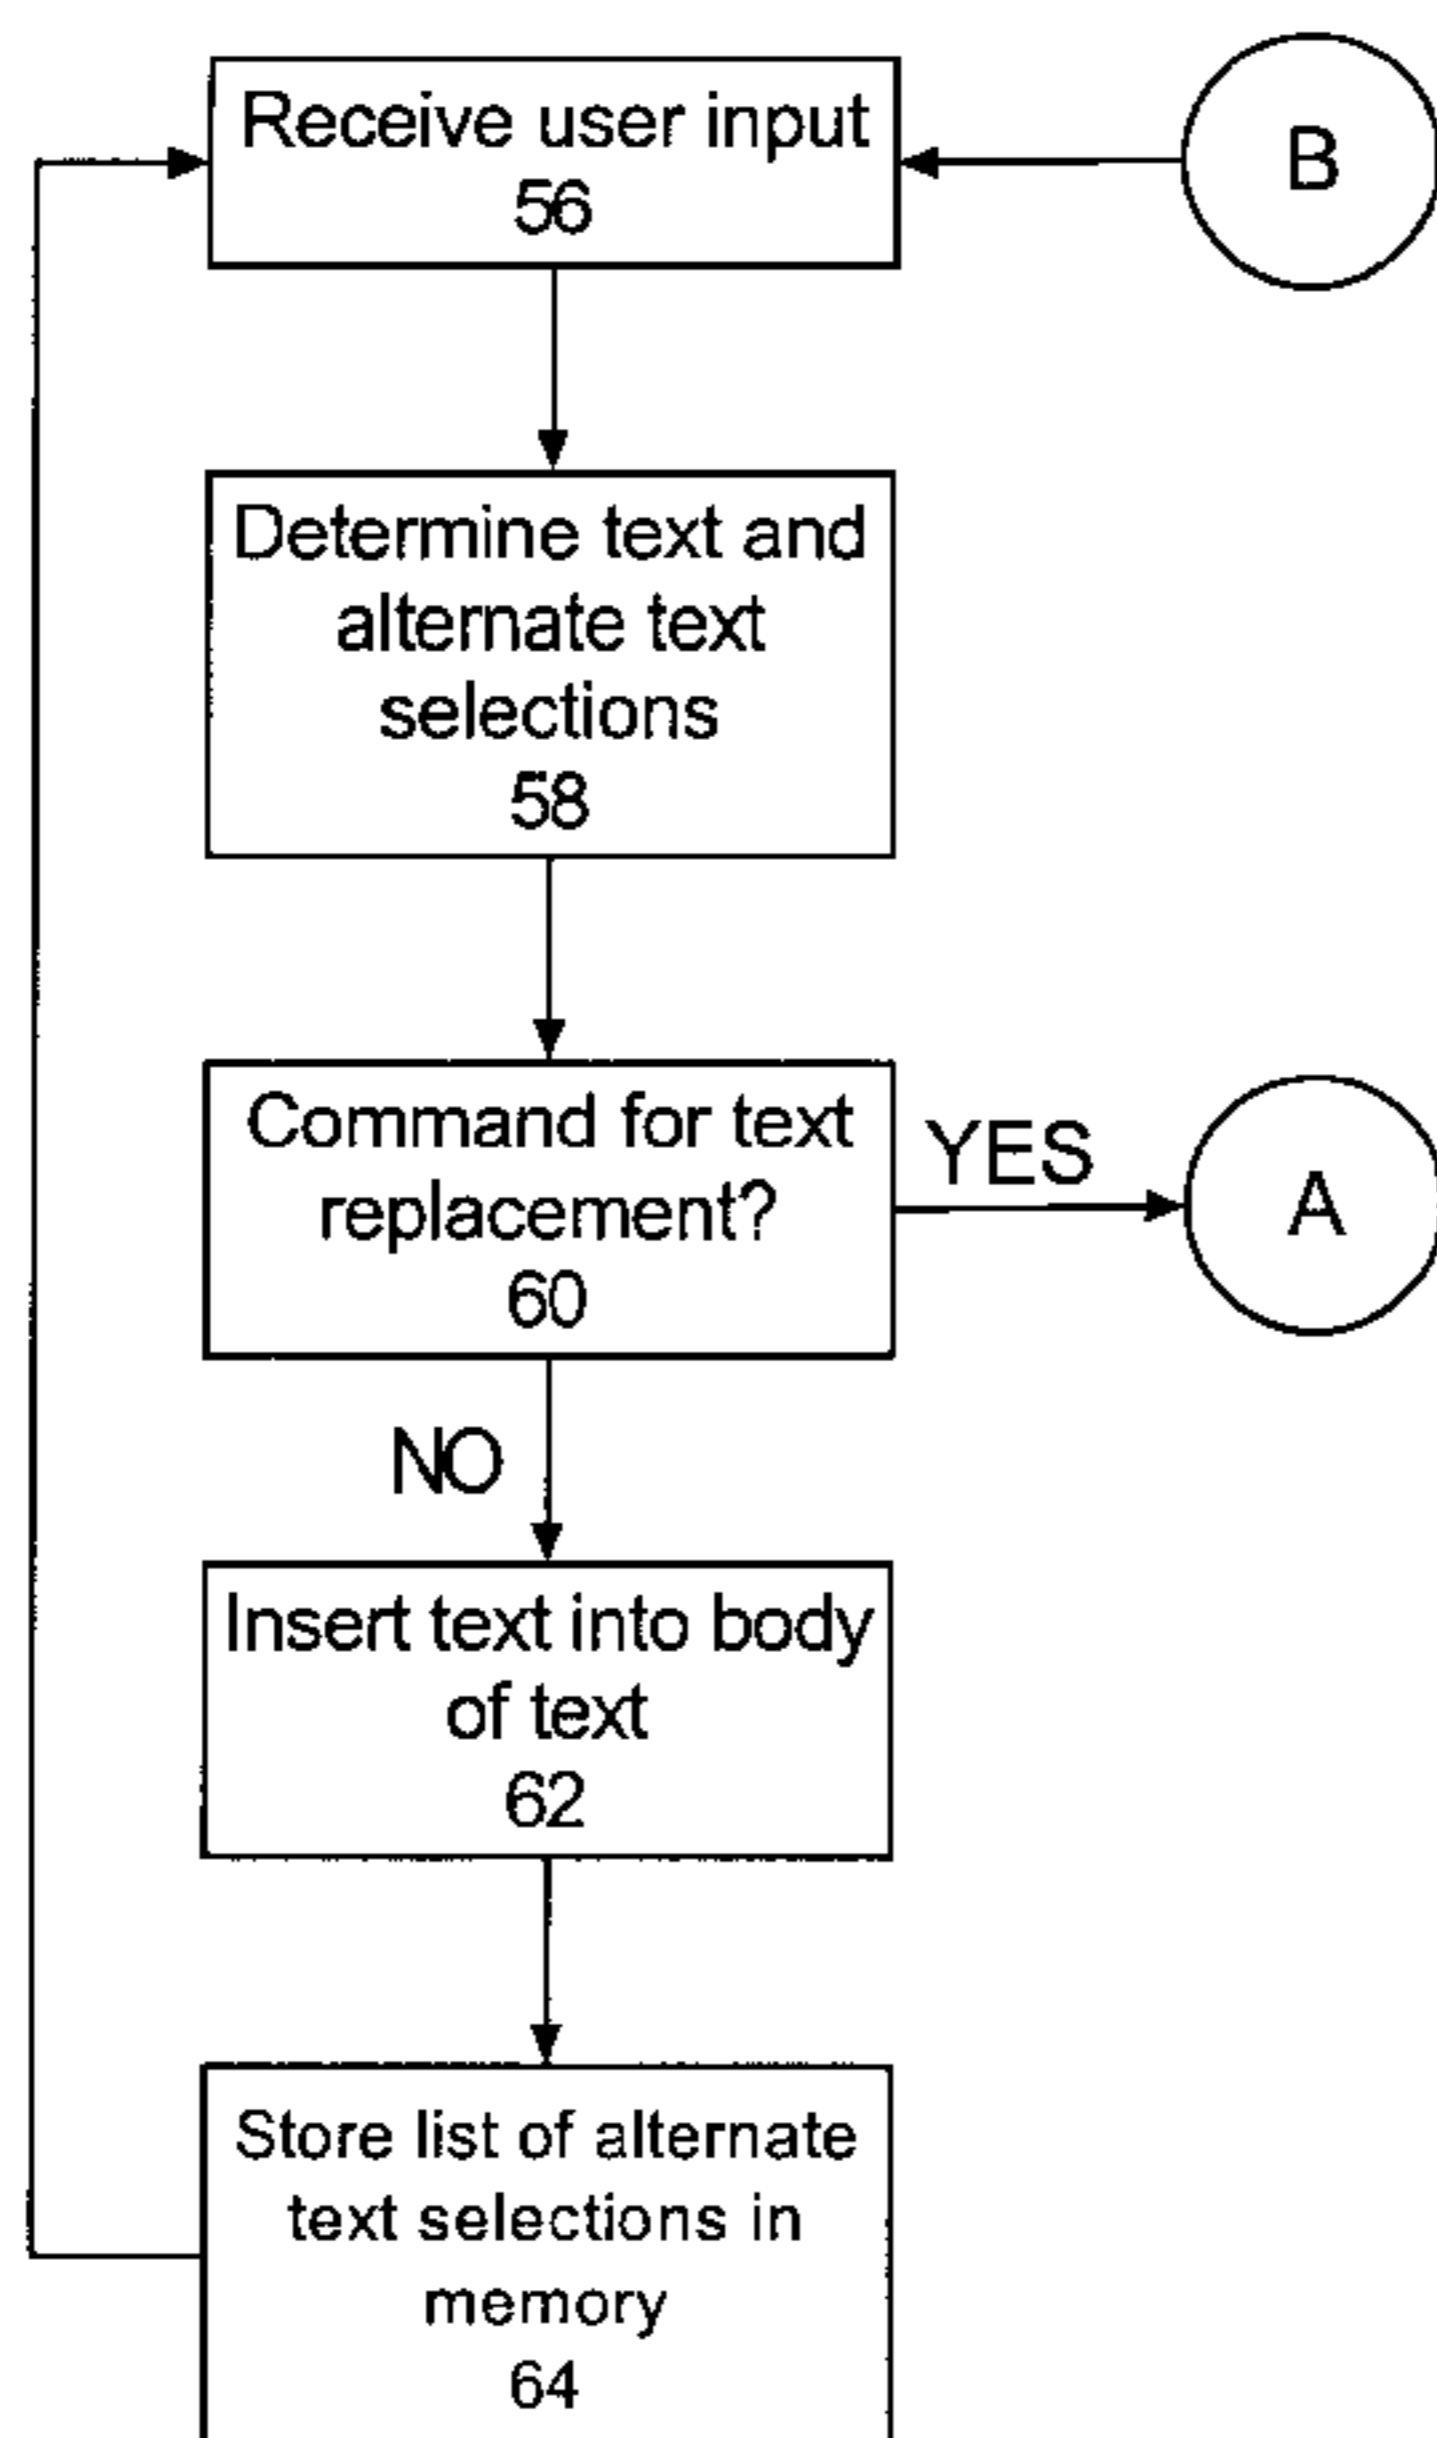 Receive user input
56
B
Determine text and
alternate text
selections
58
Command for text
replacement?
60
YES
A
NO
Insert text into body
of text
62
Store list of alternate
text selections in
memory
64